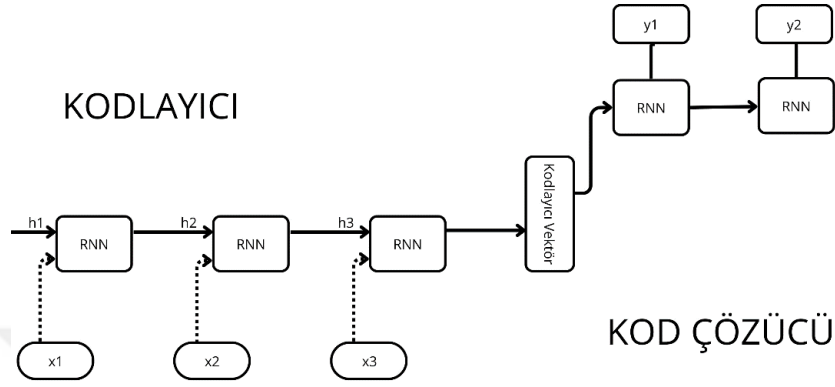 y1
y2
RNN
RNN
KODLAYICI
Kodlayıcı Vektör
h1
h2
h3
RNN
RNN
RNN
KOD ÇÖZÜCÜ
x1
x2
x3